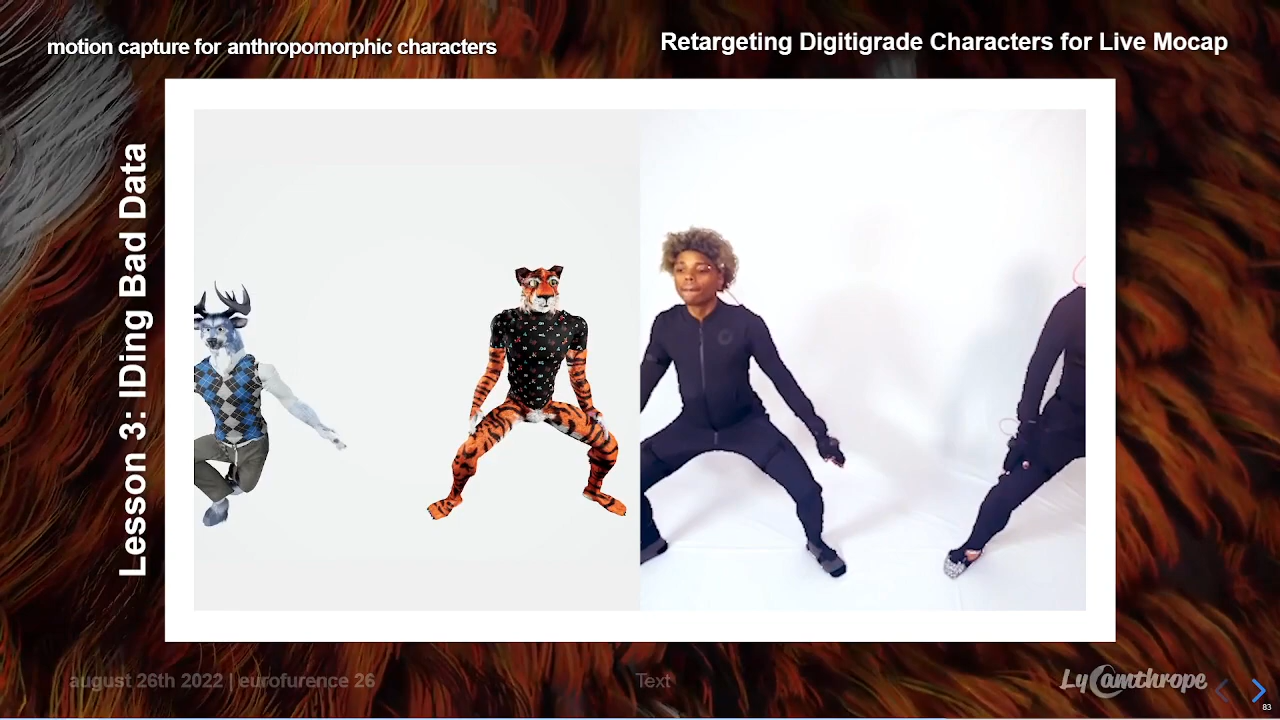 motion capture for anthropomorphic characters
Retargeting Digitigrade Characters for Live Mocap
Lesson 3: IDing Bad Data
august 26th 2022 | eurofurence 26
Text
LyCamthrope
83